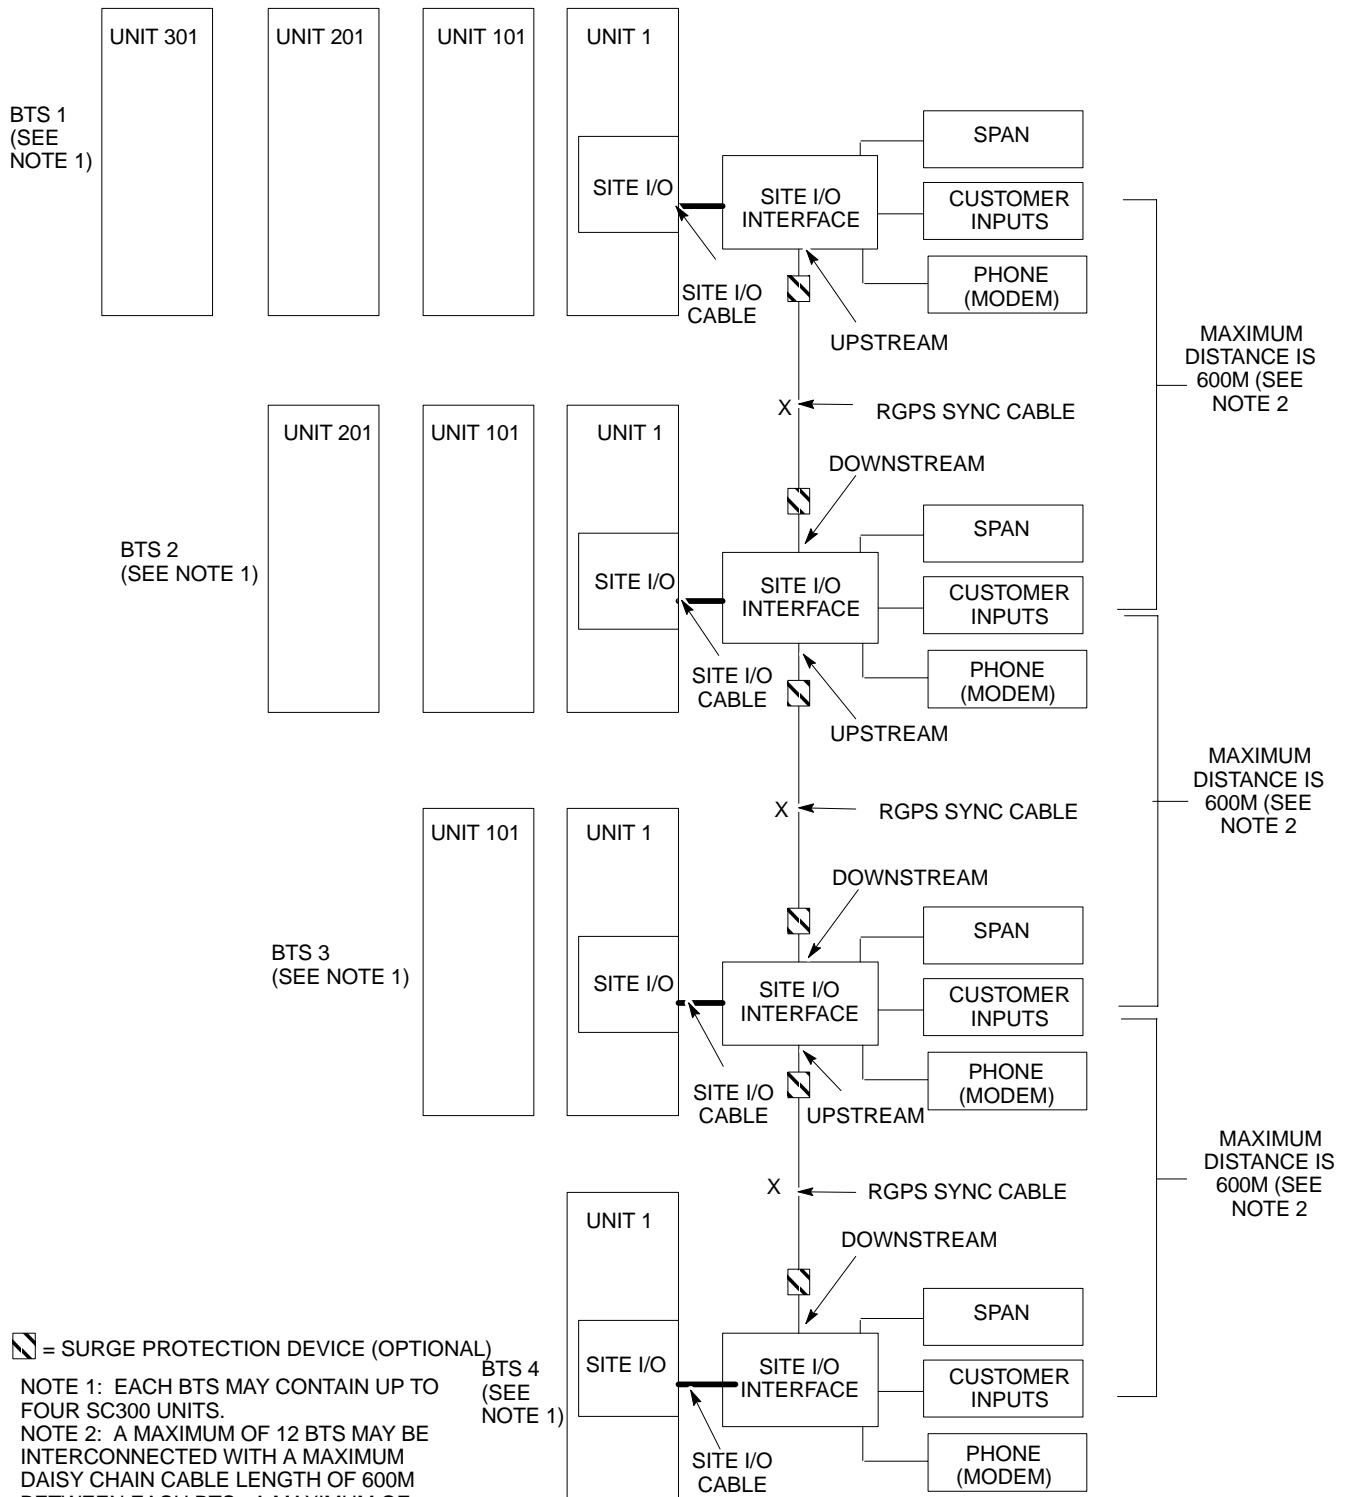 UNIT 301
UNIT 201
UNIT 101
UNIT 1
BTS 1
(SEE
NOTE 1)
SITE I/O
SITE I/O
INTERFACE
SPAN
CUSTOMER
INPUTS
PHONE
(MODEM)
SITE I/O
CABLE
UPSTREAM
MAXIMUM
DISTANCE IS
600M (SEE
NOTE 2
X
RGPS SYNC CABLE
UNIT 201
UNIT 101
UNIT 1
DOWNSTREAM
BTS 2
(SEE NOTE 1)
SITE I/O
SITE I/O
INTERFACE
SPAN
CUSTOMER
INPUTS
PHONE
(MODEM)
SITE I/O
CABLE
UPSTREAM
MAXIMUM
DISTANCE IS
600M (SEE
NOTE 2
X
RGPS SYNC CABLE
UNIT 101
UNIT 1
DOWNSTREAM
BTS 3
(SEE NOTE 1)
SITE I/O
SITE I/O
INTERFACE
SPAN
CUSTOMER
INPUTS
PHONE
(MODEM)
SITE I/O
CABLE
UPSTREAM
MAXIMUM
DISTANCE IS
600M (SEE
NOTE 2
X
RGPS SYNC CABLE
UNIT 1
DOWNSTREAM
BTS 4
(SEE
NOTE 1)
SITE I/O
SITE I/O
INTERFACE
SPAN
CUSTOMER
INPUTS
PHONE
(MODEM)
SITE I/O
CABLE
= SURGE PROTECTION DEVICE (OPTIONAL)
NOTE 1: EACH BTS MAY CONTAIN UP TO
FOUR SC300 UNITS.
NOTE 2: A MAXIMUM OF 12 BTS MAY BE
INTERCONNECTED WITH A MAXIMUM
DAISY CHAIN CABLE LENGTH OF 600M
BETWEEN EACH BTS. A MAXIMUM OF